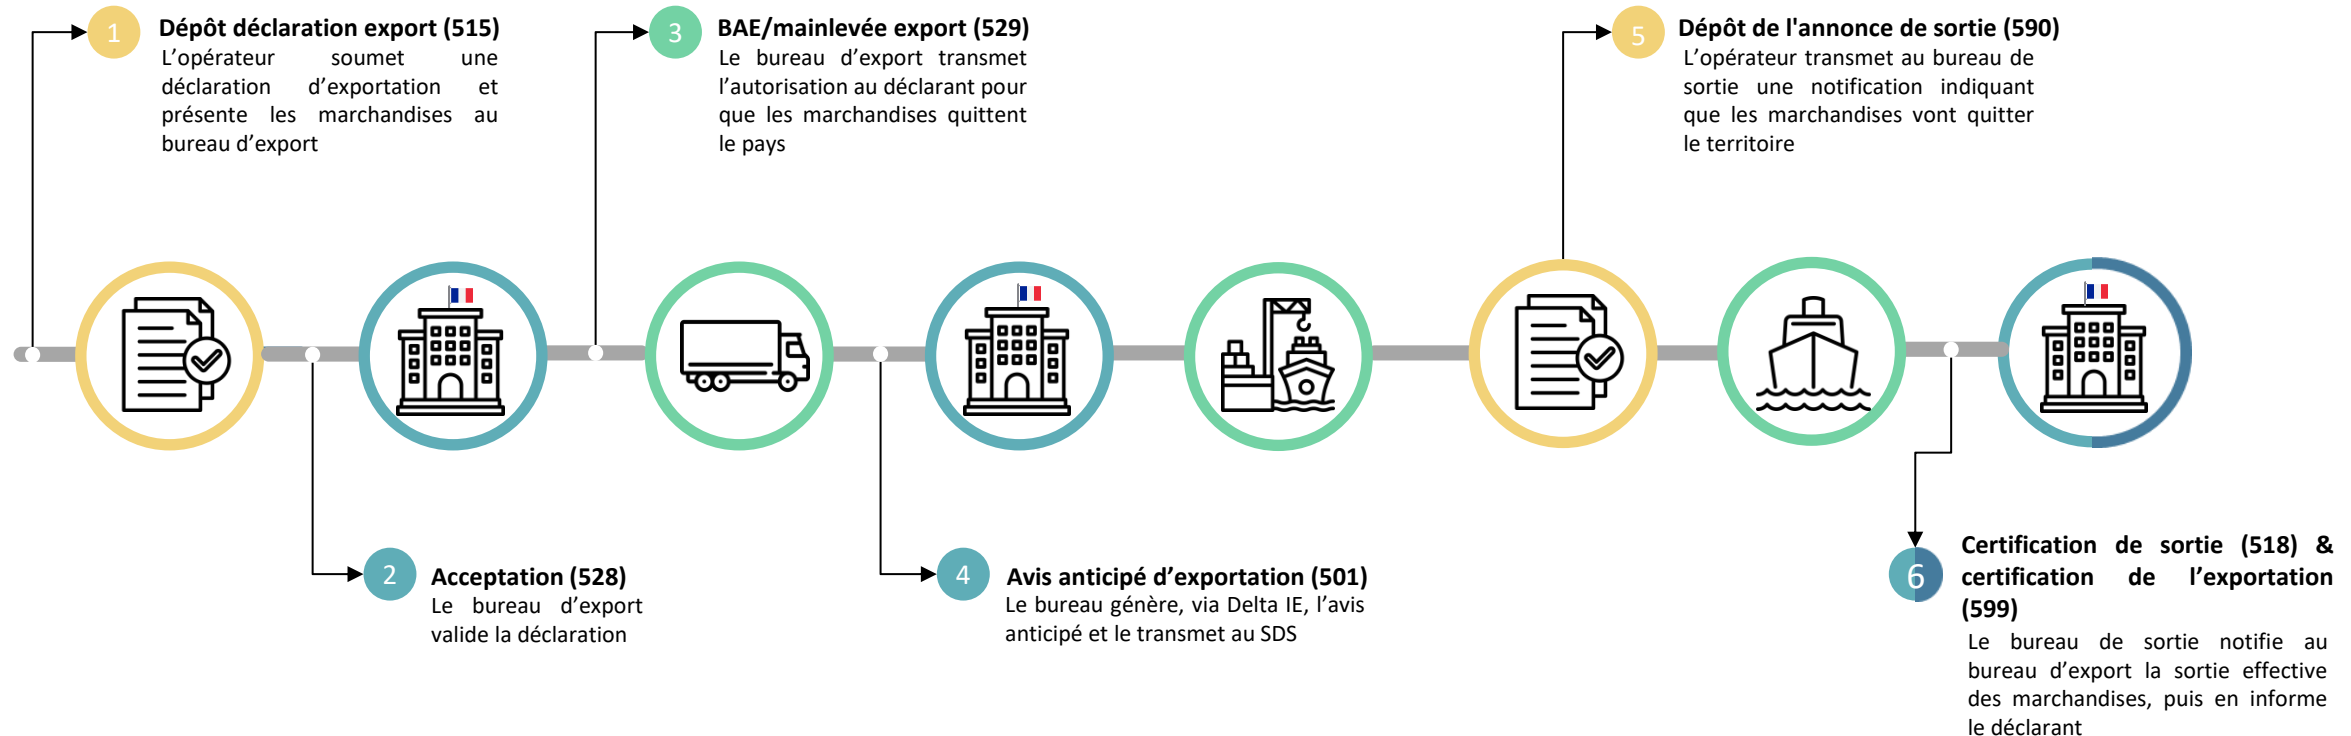 1
Dépôt déclaration export (515)
L'opérateur soumet une
déclaration d'exportation et
présente les marchandises au
bureau d'export
2
Acceptation (528)
Le bureau d'export
valide la déclaration
3
BAE/mainlevée export (529)
Le bureau d'export transmet
l'autorisation au déclarant pour
que les marchandises quittent
le pays
4
Avis anticipé d'exportation (501)
Le bureau génère, via Delta IE, l'avis
anticipé et le transmet au SDS
5
Dépôt de l'annonce de sortie (590)
L'opérateur transmet au bureau de
sortie une notification indiquant
que les marchandises vont quitter
le territoire
6
Certification de sortie (518) &
certification de l'exportation
(599)
Le bureau de sortie notifie au
bureau d'export la sortie effective
des marchandises, puis en informe
le déclarant